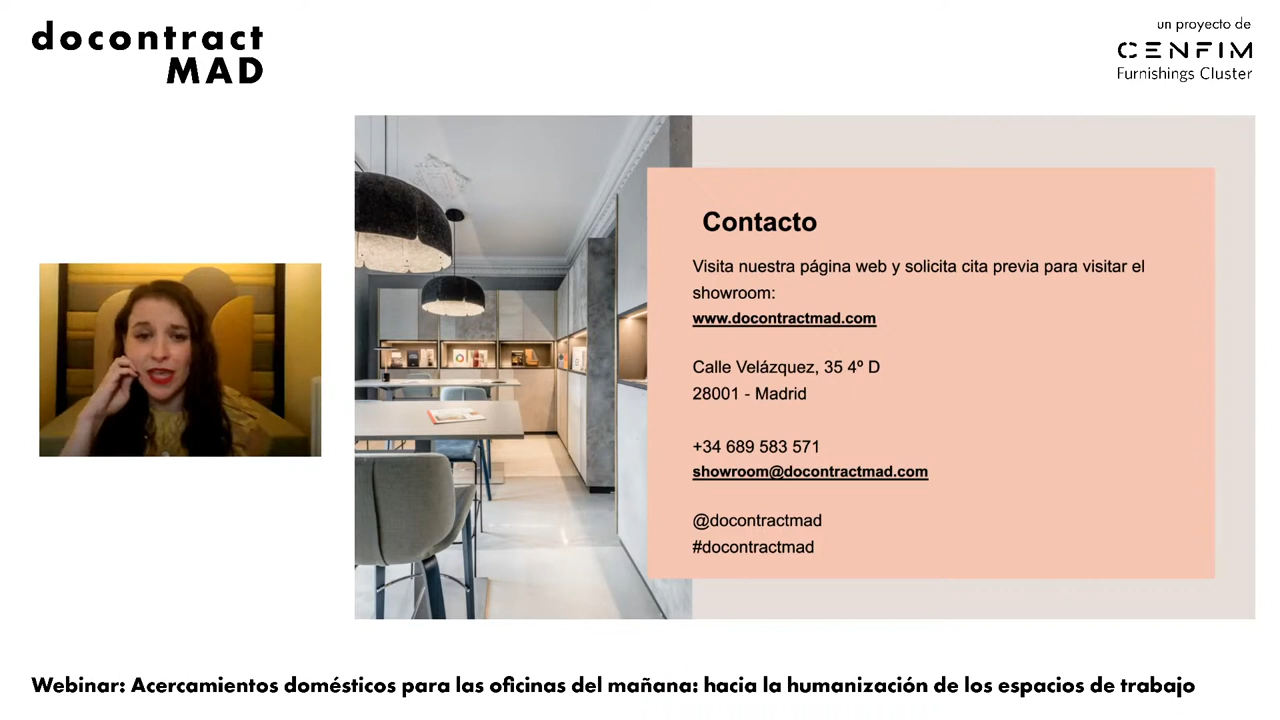 docontract
MAD
un proyecto de
CENFIM
Furnishings Cluster
Contacto
Visita nuestra página web y solicita cita previa para visitar el
showroom:
www.docontractmad.com
Calle Velázquez, 35 4º D
28001 - Madrid
+34 689 583 571
showroom@docontractmad.com
@docontractmad
#docontractmad
Webinar: Acercamientos domésticos para las oficinas del mañana: hacia la humanización de los espacios de trabajo